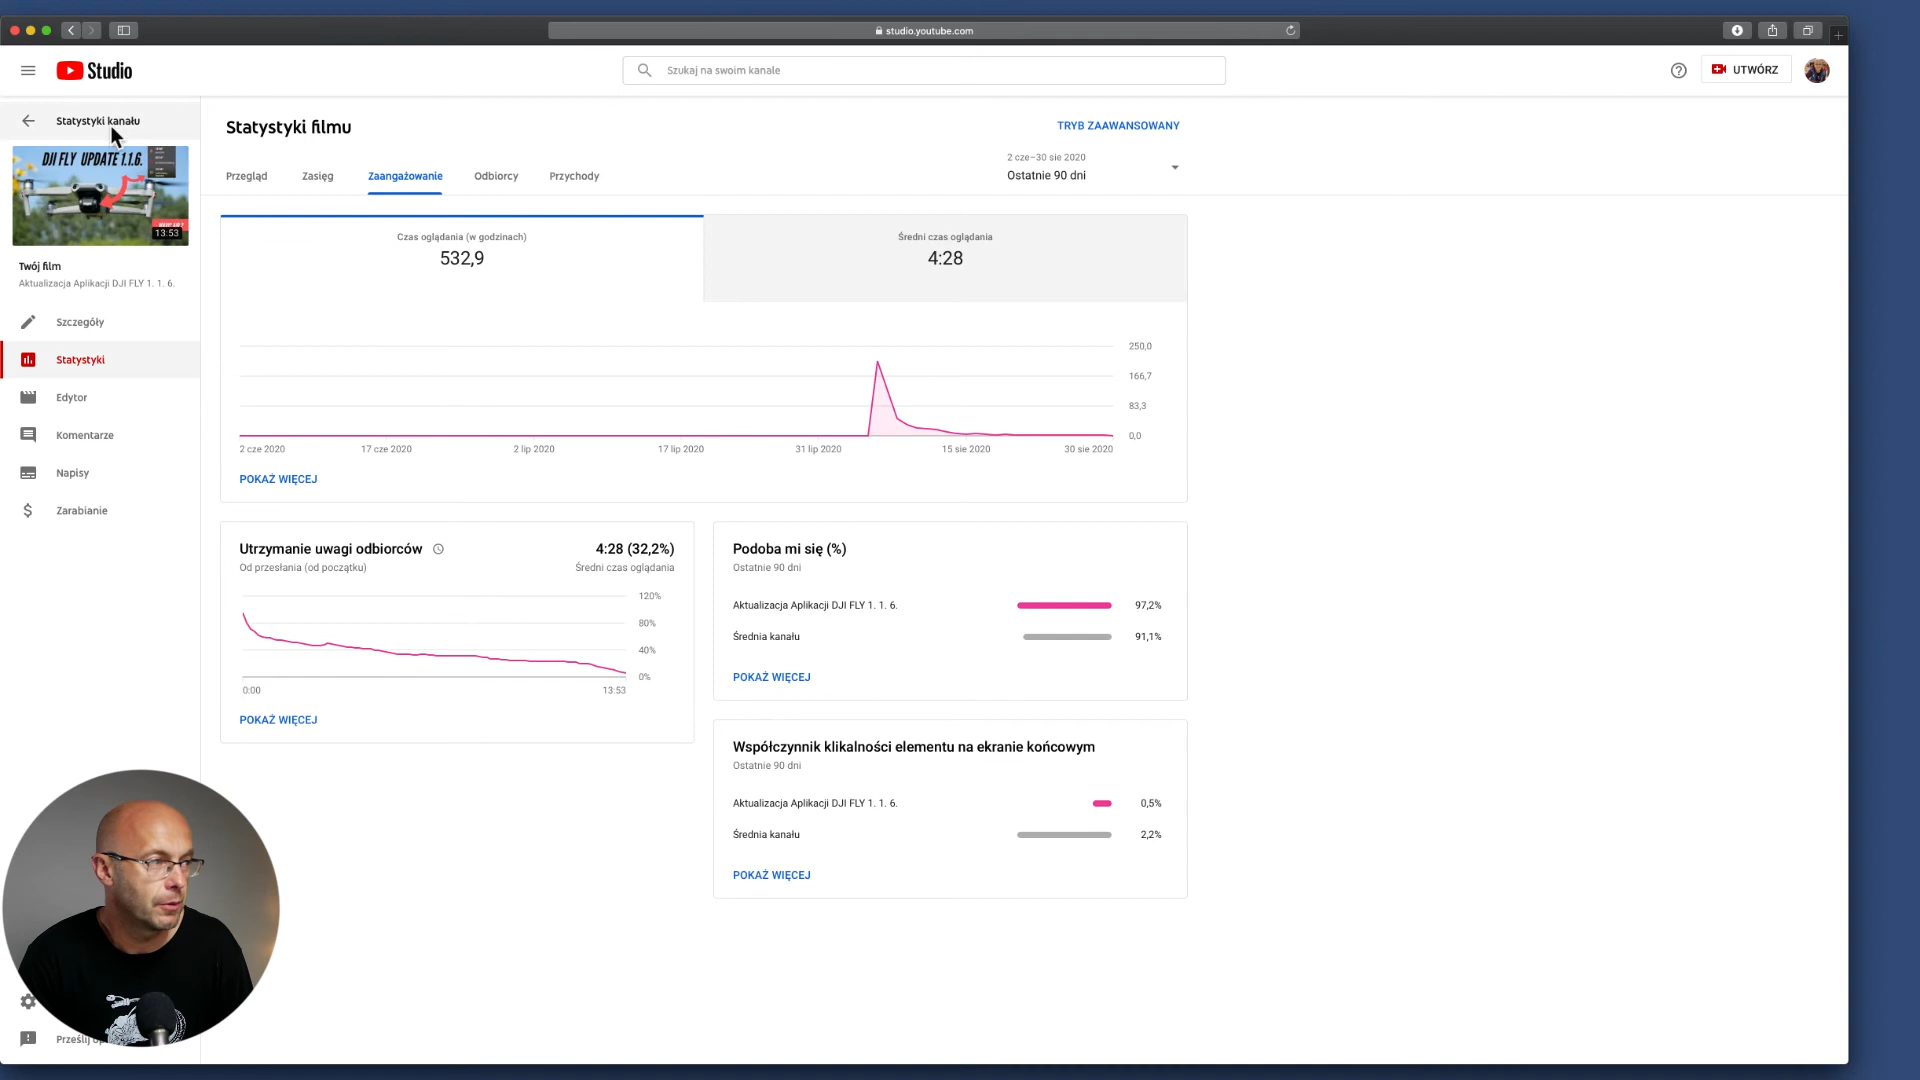 studio.youtube.com
Studio
Szukaj na swoim kanale
UTWÓRZ
Statystyki kanału
DJI FLY UPDATE 1.1.6.
13:53
Twój film
Aktualizacja Aplikacji DJI FLY 1. 1. 6.
Szczegóły
Statystyki
Edytor
Komentarze
Napisy
Zarabianie
Prześlij
Statystyki filmu
TRYB ZAAWANSOWANY
Przegląd
Zasięg
Zaangażowanie
Odbiorcy
Przychody
2 cze–30 sie 2020
Ostatnie 90 dni
Czas oglądania (w godzinach)
532,9
Średni czas oglądania
4:28
250,0
166,7
83,3
0,0
2 cze 2020
17 cze 2020
2 lip 2020
17 lip 2020
31 lip 2020
15 sie 2020
30 sie 2020
POKAŻ WIĘCEJ
Utrzymanie uwagi odbiorców
4:28 (32,2%)
Od przesłania (od początku)
Średni czas oglądania
120%
80%
40%
0%
0:00
13:53
POKAŻ WIĘCEJ
Podoba mi się (%)
Ostatnie 90 dni
Aktualizacja Aplikacji DJI FLY 1. 1. 6.
97,2%
Średnia kanału
91,1%
POKAŻ WIĘCEJ
Współczynnik klikalności elementu na ekranie końcowym
Ostatnie 90 dni
Aktualizacja Aplikacji DJI FLY 1. 1. 6.
0,5%
Średnia kanału
2,2%
POKAŻ WIĘCEJ